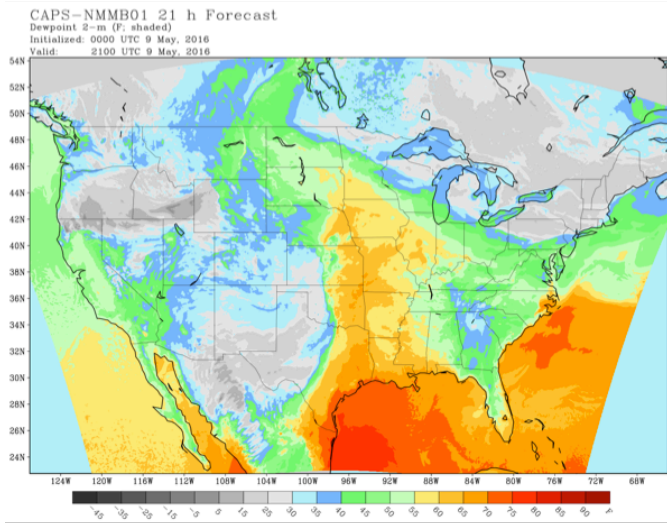 CAPS-NMMB01 21 h Forecast
Dewpoint 2-m (F; shaded)
Initialized: 0000 UTC 9 May, 2016
Valid: 2100 UTC 9 May, 2016
54N
52N
50N
48N
46N
44N
42N
40N
38N
36N
34N
32N
30N
28N
26N
24N
124W 120W 116W 112W 108W 104W 100W 96W 92W 88W 84W 80W 76W 72W 68W
-45 -35 -25 -15 -5 5 15 25 30 35 40 45 50 55 60 65 70 75 80 85 90 F